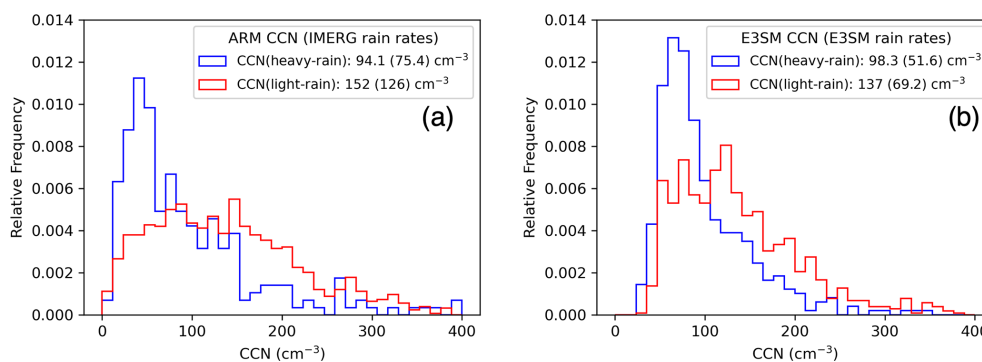 ARM CCN (IMERG rain rates)
CCN(heavy-rain): 94.1 (75.4) cm⁻³
CCN(light-rain): 152 (126) cm⁻³
(a)
Relative Frequency
0.014
0.012
0.010
0.008
0.006
0.004
0.002
0.000
0 100 200 300 400
CCN (cm⁻³)
E3SM CCN (E3SM rain rates)
CCN(heavy-rain): 98.3 (51.6) cm⁻³
CCN(light-rain): 137 (69.2) cm⁻³
(b)
Relative Frequency
0.014
0.012
0.010
0.008
0.006
0.004
0.002
0.000
0 100 200 300 400
CCN (cm⁻³)